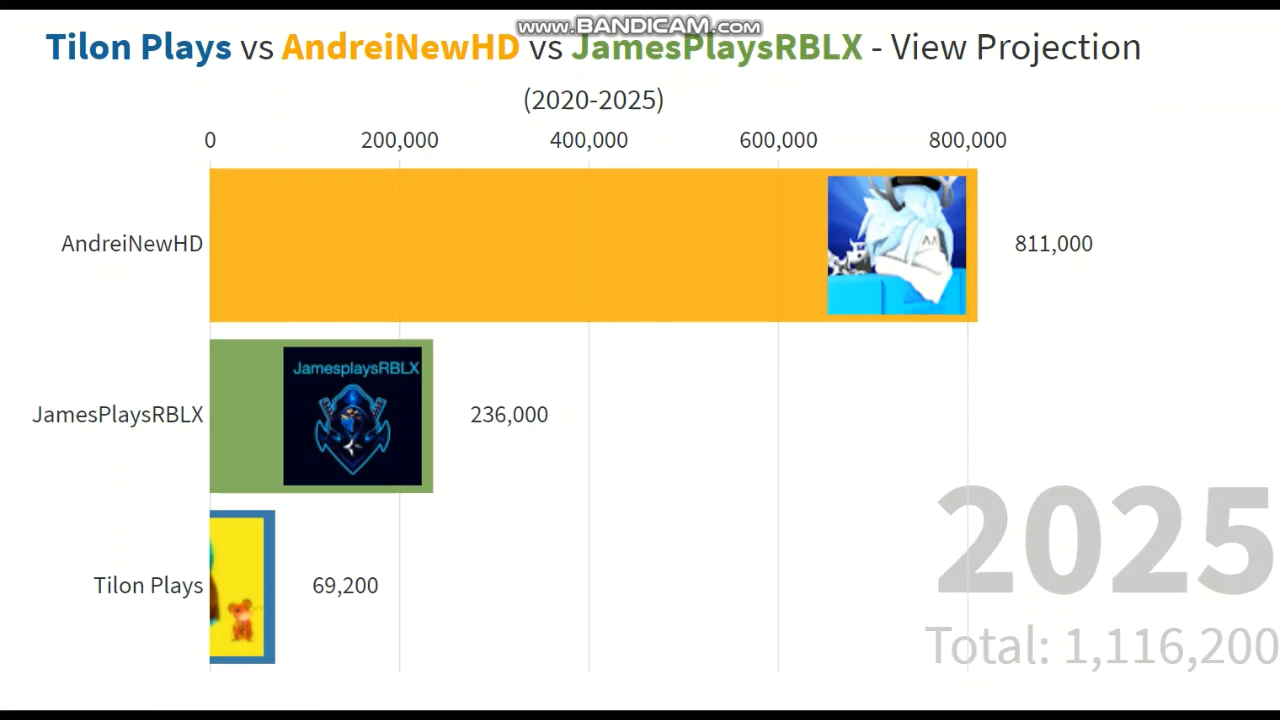 www.BANDICAM.com
Tilon Plays vs AndreiNewHD vs JamesPlaysRBLX - View Projection
(2020-2025)
0 200,000 400,000 600,000 800,000
AndreiNewHD 811,000
JamesplaysRBLX
JamesPlaysRBLX 236,000
Tilon Plays 69,200
2025
Total: 1,116,200